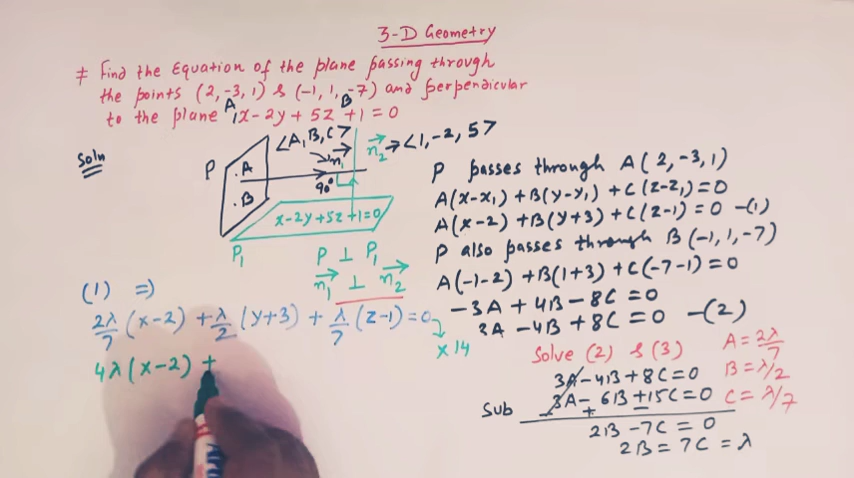 3-D Geometry
# Find the Equation of the plane passing through
the points (2, -3, 1) & (-1, 1, -7) and perpendicular
to the plane 1x - 2y + 5z + 1 = 0
A
B
Soln
P
.A
.B
<A, B, C>
n₁
n₂ → <1, -2, 5>
90°
x - 2y + 5z + 1 = 0
P₁
P ⊥ P₁
n₁ ⊥ n₂
(1) ⇒
2λ/7 (x-2) + λ/2 (y+3) + λ/7 (z-1) = 0
× 14
4λ (x-2) +
P passes through A(2, -3, 1)
A(x-x₁) + B(y-y₁) + C(z-z₁) = 0
A(x-2) + B(y+3) + C(z-1) = 0 -(1)
P also passes through B(-1, 1, -7)
A(-1-2) + B(1+3) + C(-7-1) = 0
-3A + 4B - 8C = 0
3A - 4B + 8C = 0 -(2)
Solve (2) & (3)
3A - 4B + 8C = 0
Sub 3A - 6B + 15C = 0
- + -
2B - 7C = 0
2B = 7C = λ
A = 2λ/7
B = λ/2
C = λ/7